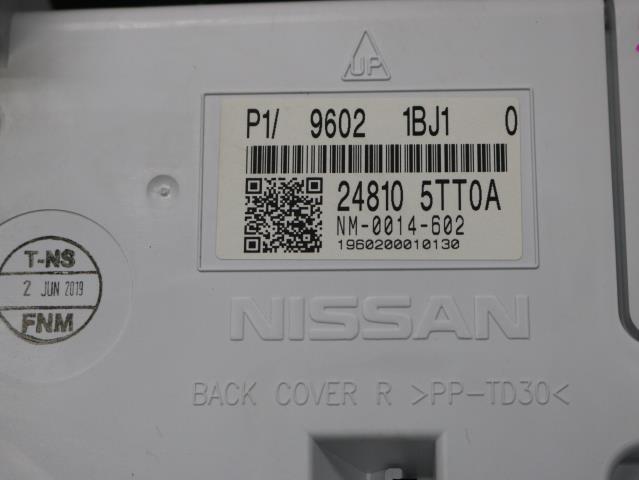 UP
P1/ 9602 1BJ1 0
24810 5TT0A
NM-0014-602
1960200010130
T-NS
2 JUN 2019
FNM
NISSAN
BACK COVER R >PP-TD30<